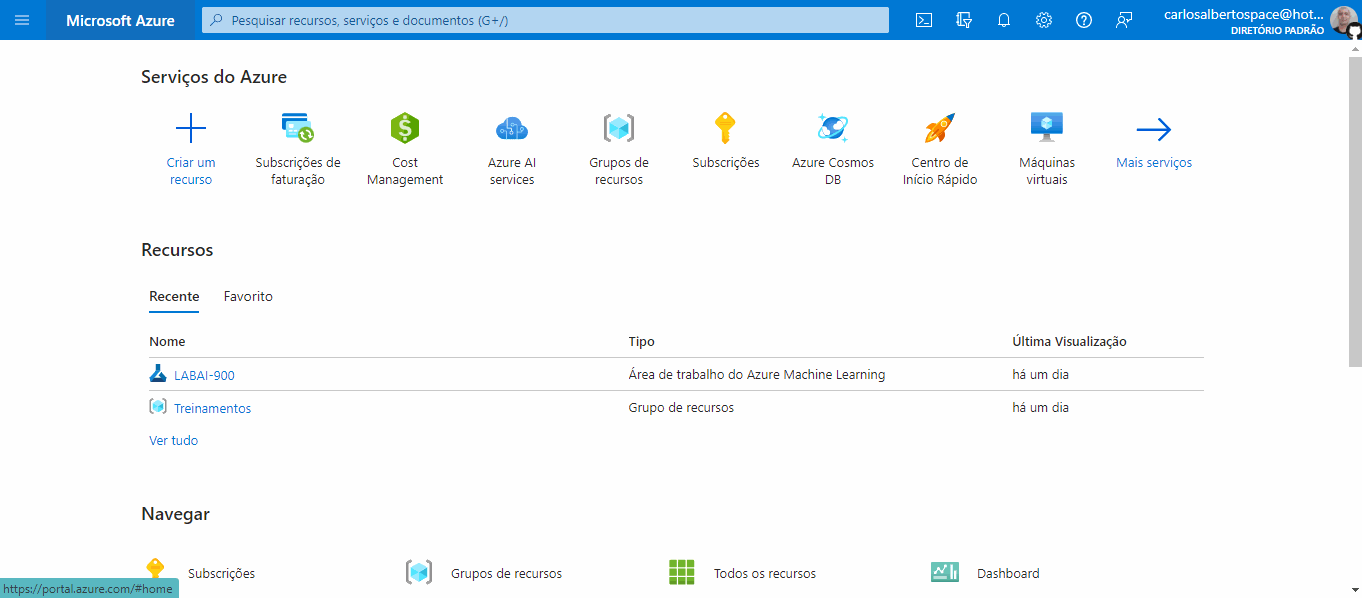 Microsoft Azure
Pesquisar recursos, serviços e documentos (G+/)
carlosalbertospace@hot...
DIRETÓRIO PADRÃO
Serviços do Azure
Criar um
recurso
Subscrições de
faturação
Cost
Management
Azure AI
services
Grupos de
recursos
Subscrições
Azure Cosmos
DB
Centro de
Início Rápido
Máquinas
virtuais
Mais serviços
Recursos
Recente Favorito
Nome Tipo Última Visualização
LABAI-900 Área de trabalho do Azure Machine Learning há um dia
Treinamentos Grupo de recursos há um dia
Ver tudo
Navegar
Subscrições Grupos de recursos Todos os recursos Dashboard
https://portal.azure.com/#home